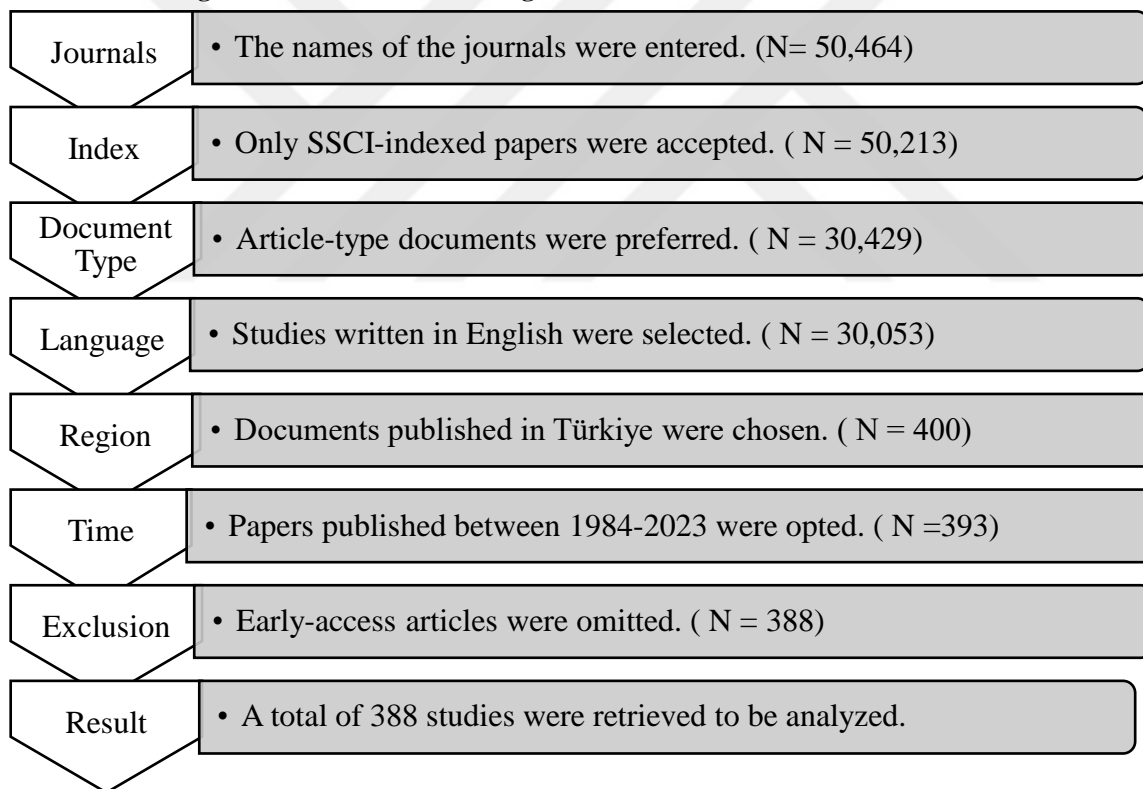 Journals
• The names of the journals were entered. (N= 50,464)
Index
• Only SSCI-indexed papers were accepted. ( N = 50,213)
Document
Type
• Article-type documents were preferred. ( N = 30,429)
Language
• Studies written in English were selected. ( N = 30,053)
Region
• Documents published in Türkiye were chosen. ( N = 400)
Time
• Papers published between 1984-2023 were opted. ( N =393)
Exclusion
• Early-access articles were omitted. ( N = 388)
Result
• A total of 388 studies were retrieved to be analyzed.